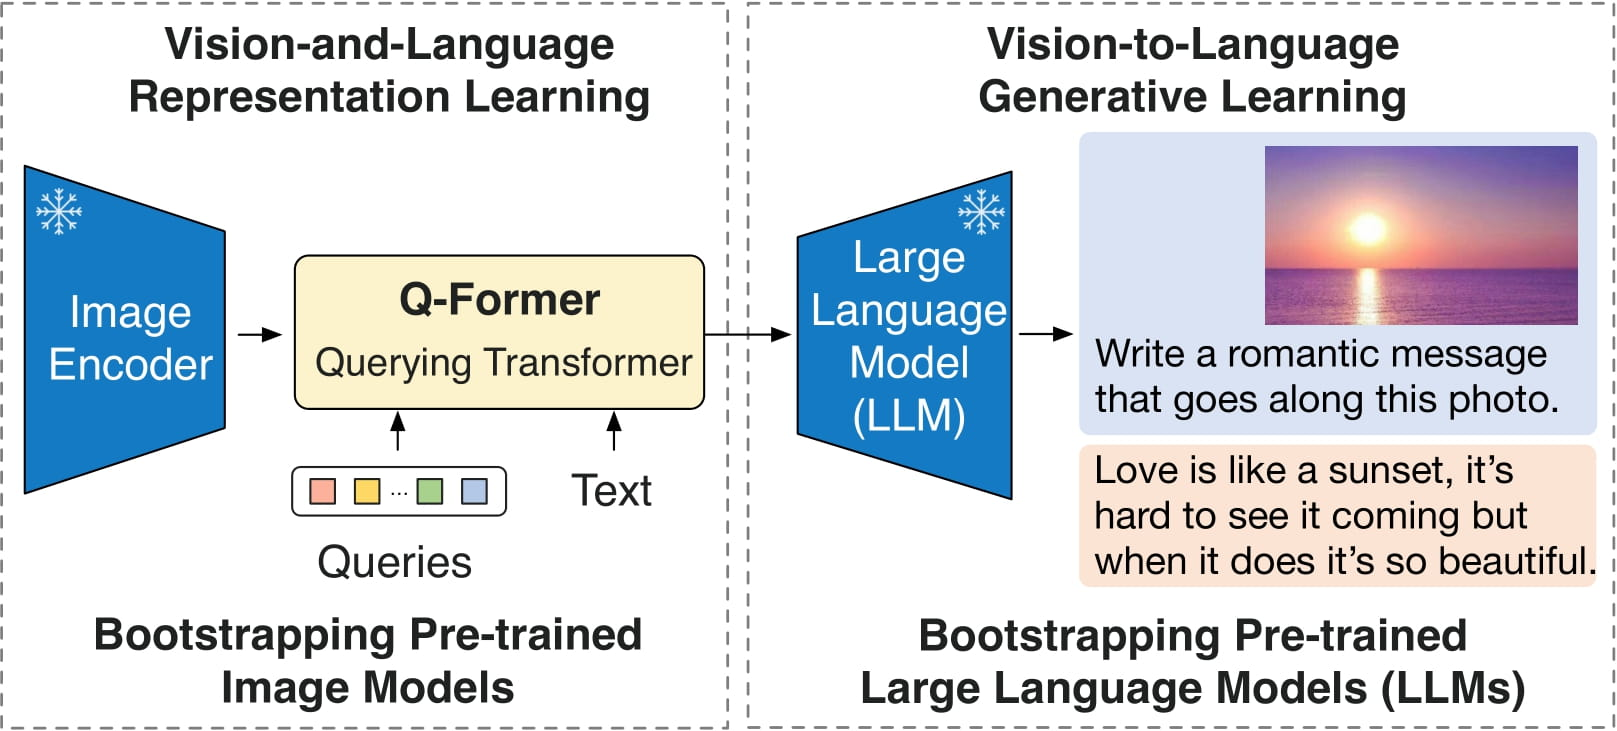 Vision-and-Language
Representation Learning
Image
Encoder
Q-Former
Querying Transformer
...
Queries
Text
Bootstrapping Pre-trained
Image Models
Vision-to-Language
Generative Learning
Large
Language
Model
(LLM)
Write a romantic message
that goes along this photo.
Love is like a sunset, it’s
hard to see it coming but
when it does it’s so beautiful.
Bootstrapping Pre-trained
Large Language Models (LLMs)